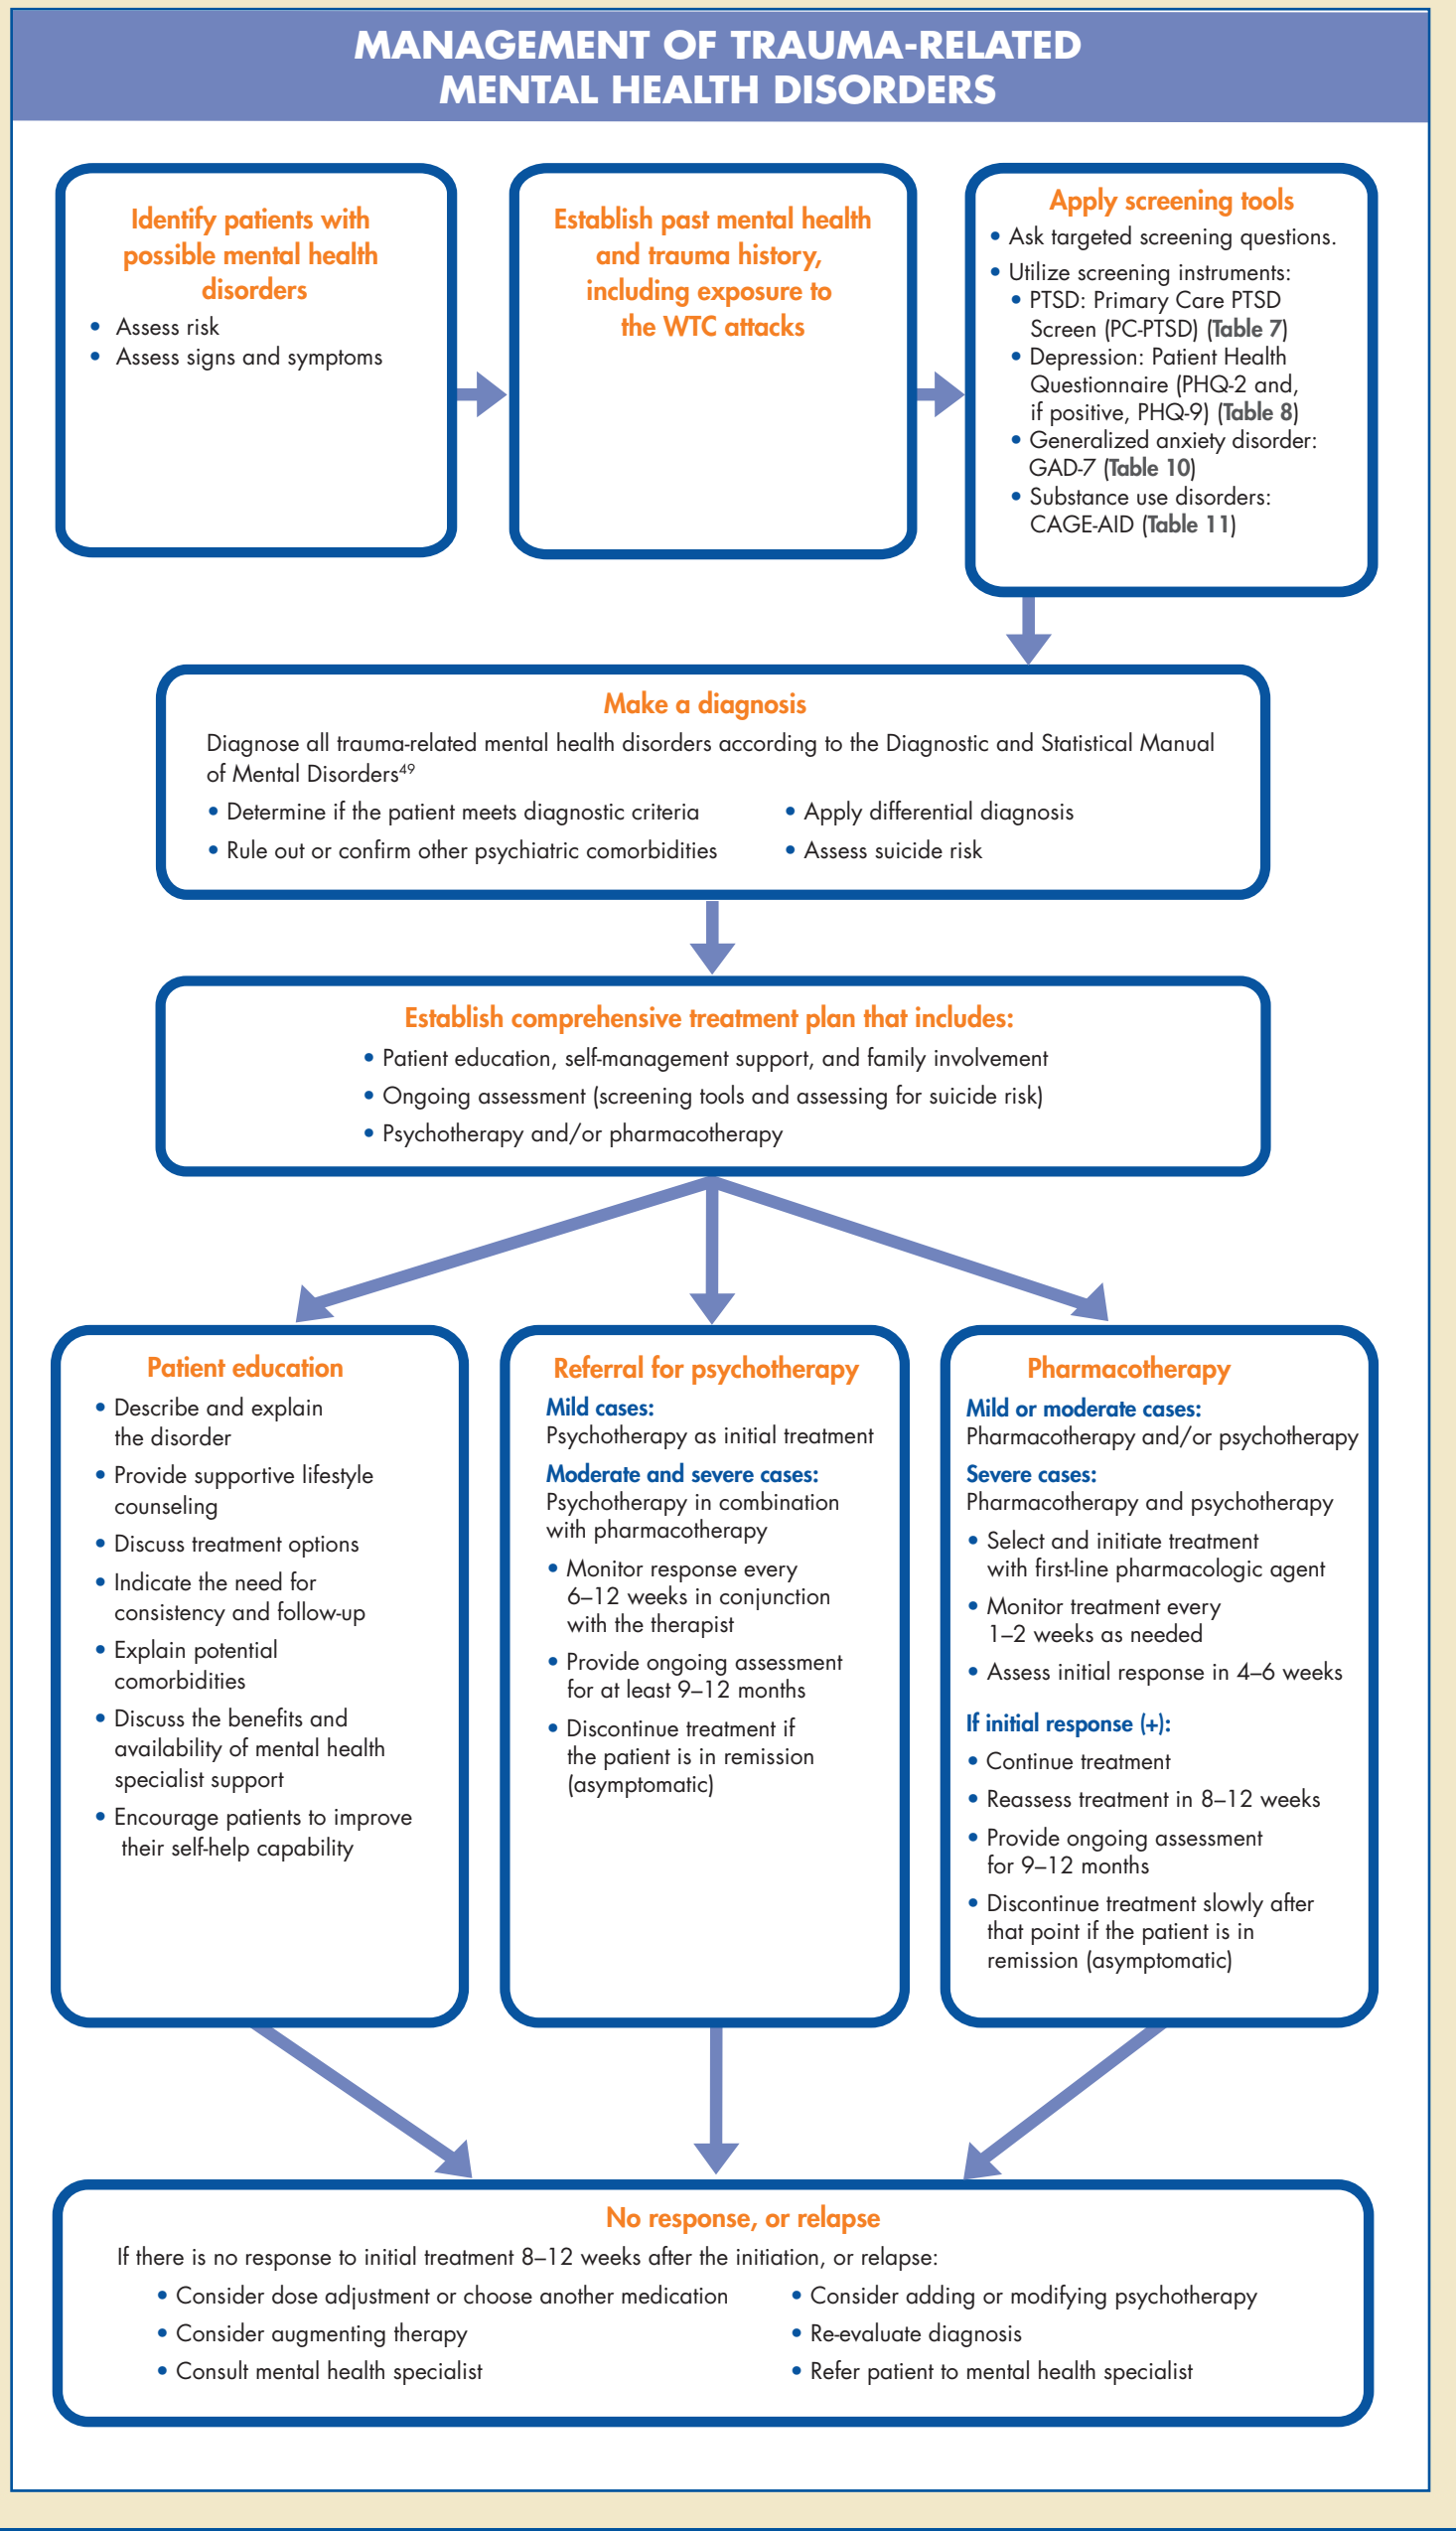 MANAGEMENT OF TRAUMA-RELATED
MENTAL HEALTH DISORDERS
Identify patients with
possible mental health
disorders
• Assess risk
• Assess signs and symptoms
Establish past mental health
and trauma history,
including exposure to
the WTC attacks
Apply screening tools
• Ask targeted screening questions.
• Utilize screening instruments:
• PTSD: Primary Care PTSD
Screen (PC-PTSD) (Table 7)
• Depression: Patient Health
Questionnaire (PHQ-2 and,
if positive, PHQ-9) (Table 8)
• Generalized anxiety disorder:
GAD-7 (Table 10)
• Substance use disorders:
CAGE-AID (Table 11)
Make a diagnosis
Diagnose all trauma-related mental health disorders according to the Diagnostic and Statistical Manual
of Mental Disorders⁴⁹
• Determine if the patient meets diagnostic criteria
• Rule out or confirm other psychiatric comorbidities
• Apply differential diagnosis
• Assess suicide risk
Establish comprehensive treatment plan that includes:
• Patient education, self-management support, and family involvement
• Ongoing assessment (screening tools and assessing for suicide risk)
• Psychotherapy and/or pharmacotherapy
Patient education
• Describe and explain
the disorder
• Provide supportive lifestyle
counseling
• Discuss treatment options
• Indicate the need for
consistency and follow-up
• Explain potential
comorbidities
• Discuss the benefits and
availability of mental health
specialist support
• Encourage patients to improve
their self-help capability
Referral for psychotherapy
Mild cases:
Psychotherapy as initial treatment
Moderate and severe cases:
Psychotherapy in combination
with pharmacotherapy
• Monitor response every
6–12 weeks in conjunction
with the therapist
• Provide ongoing assessment
for at least 9–12 months
• Discontinue treatment if
the patient is in remission
(asymptomatic)
Pharmacotherapy
Mild or moderate cases:
Pharmacotherapy and/or psychotherapy
Severe cases:
Pharmacotherapy and psychotherapy
• Select and initiate treatment
with first-line pharmacologic agent
• Monitor treatment every
1–2 weeks as needed
• Assess initial response in 4–6 weeks
If initial response (+):
• Continue treatment
• Reassess treatment in 8–12 weeks
• Provide ongoing assessment
for 9–12 months
• Discontinue treatment slowly after
that point if the patient is in
remission (asymptomatic)
No response, or relapse
If there is no response to initial treatment 8–12 weeks after the initiation, or relapse:
• Consider dose adjustment or choose another medication
• Consider augmenting therapy
• Consult mental health specialist
• Consider adding or modifying psychotherapy
• Re-evaluate diagnosis
• Refer patient to mental health specialist